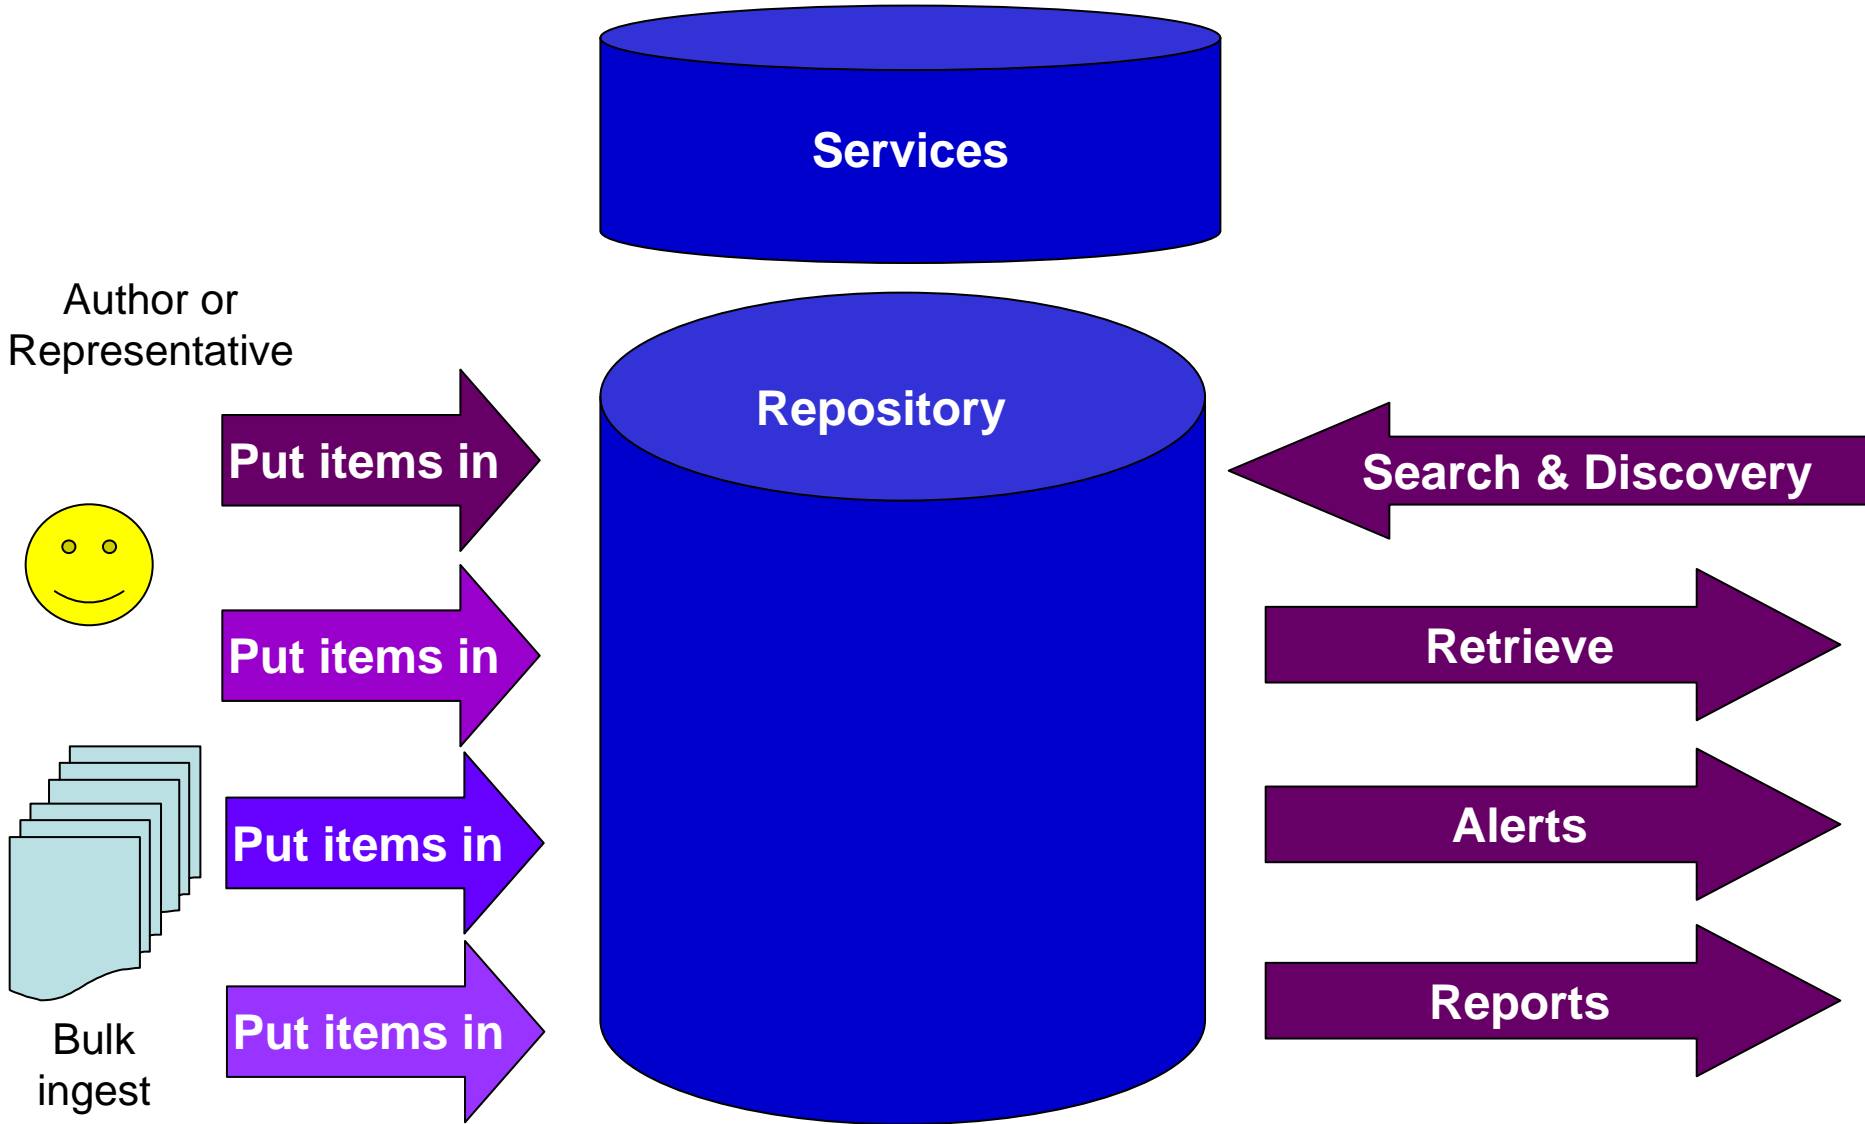 Services
Author or
Representative
Repository
Put items in
Search & Discovery
Put items in
Retrieve
Put items in
Alerts
Put items in
Reports
Bulk
ingest